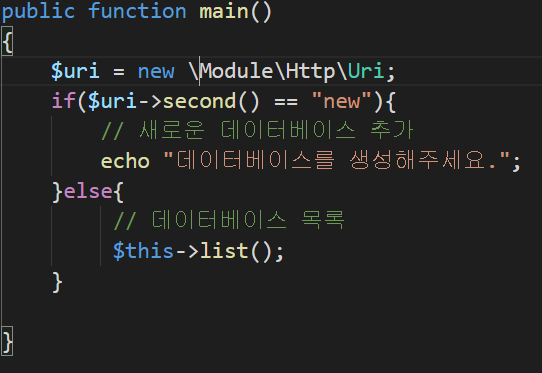 public function main()
{
    $uri = new \Module\Http\Uri;
    if($uri->second() == "new"){
        // 새로운 데이터베이스 추가
        echo "데이터베이스를 생성해주세요.";
    }else{
         // 데이터베이스 목록
         $this->list();
    }
}